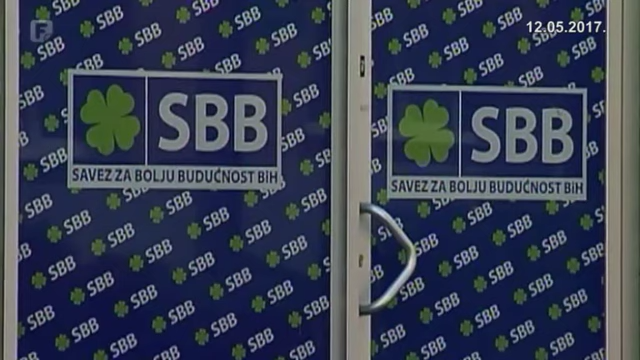 12.05.2017.
SBB
SAVEZ ZA BOLJU BUDUĆNOST BiH
SBB
SAVEZ ZA BOLJU BUDUĆNOST BiH